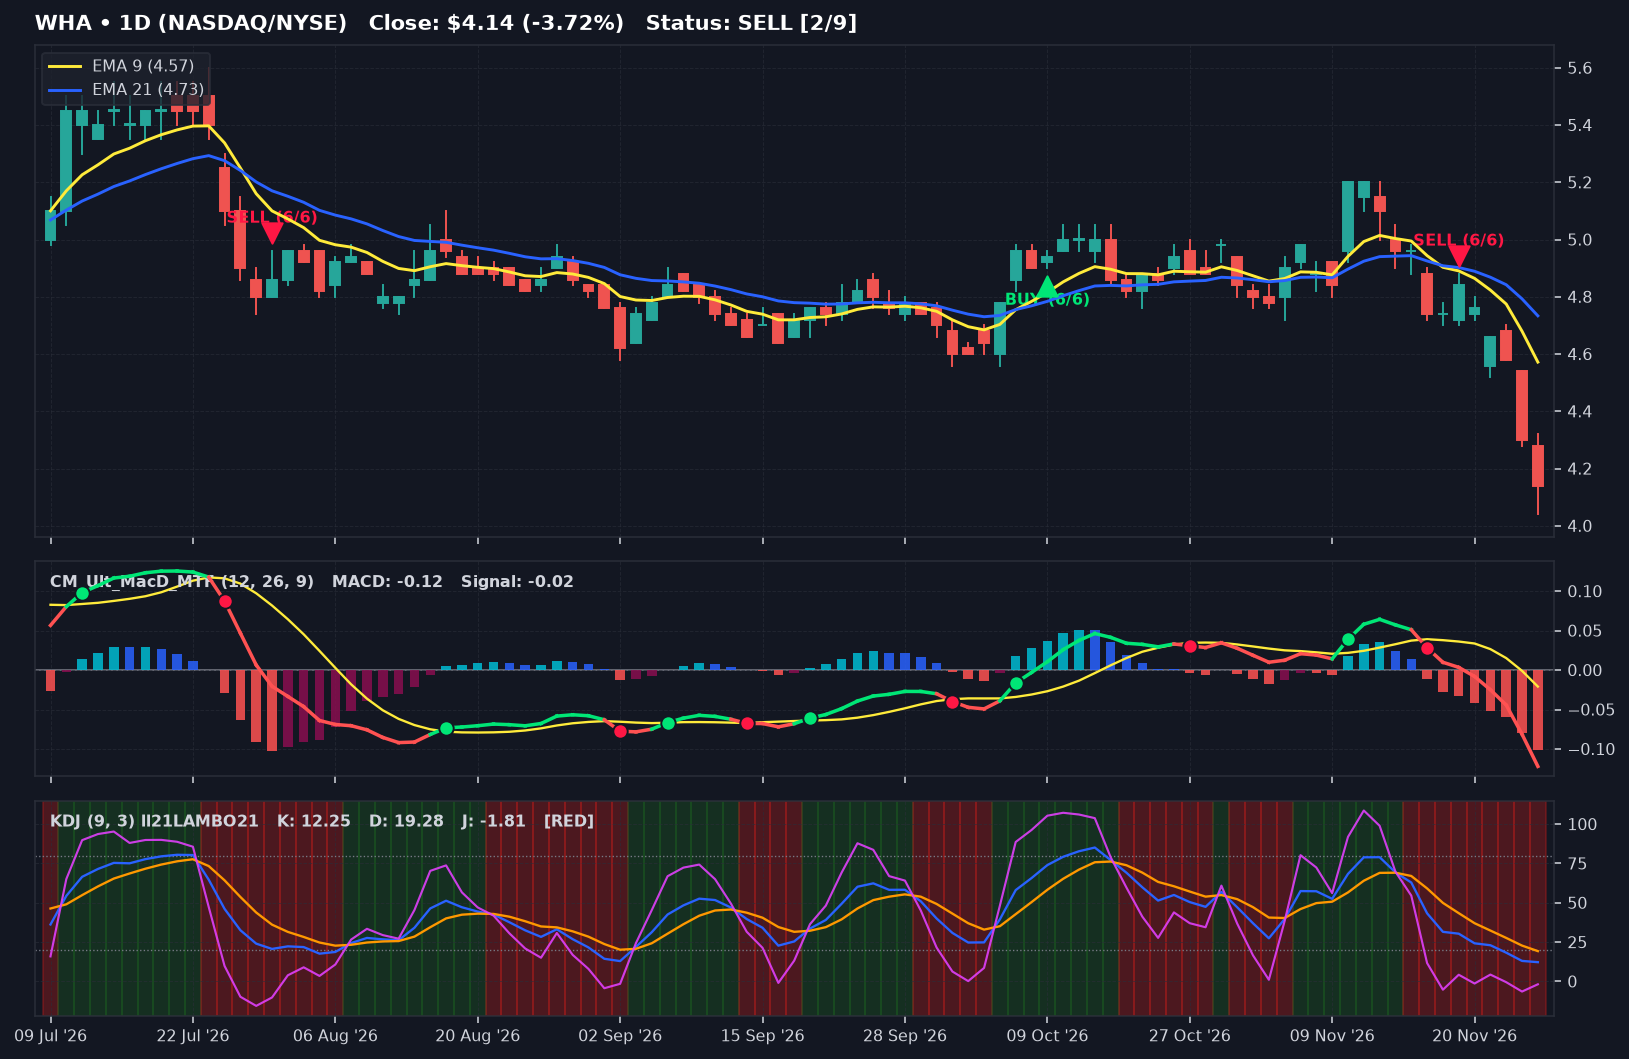 WHA • 1D (NASDAQ/NYSE)   Close: $4.14 (-3.72%)   Status: SELL [2/9]
EMA 9 (4.57)
EMA 21 (4.73)
5.6
5.4
5.2
5.0
4.8
4.6
4.4
4.2
4.0
SELL (6/6)
BUY (6/6)
SELL (6/6)
CM_Ult_MacD_MTF (12, 26, 9)   MACD: -0.12   Signal: -0.02
0.10
0.05
0.00
−0.05
−0.10
KDJ (9, 3) II21LAMBO21   K: 12.25   D: 19.28   J: -1.81   [RED]
100
75
50
25
0
09 Jul '26   22 Jul '26   06 Aug '26   20 Aug '26   02 Sep '26   15 Sep '26   28 Sep '26   09 Oct '26   27 Oct '26   09 Nov '26   20 Nov '26